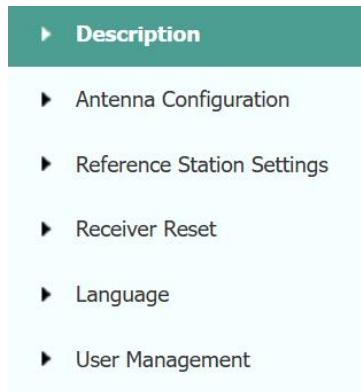 Description
Antenna Configuration
Reference Station Settings
Receiver Reset
Language
User Management